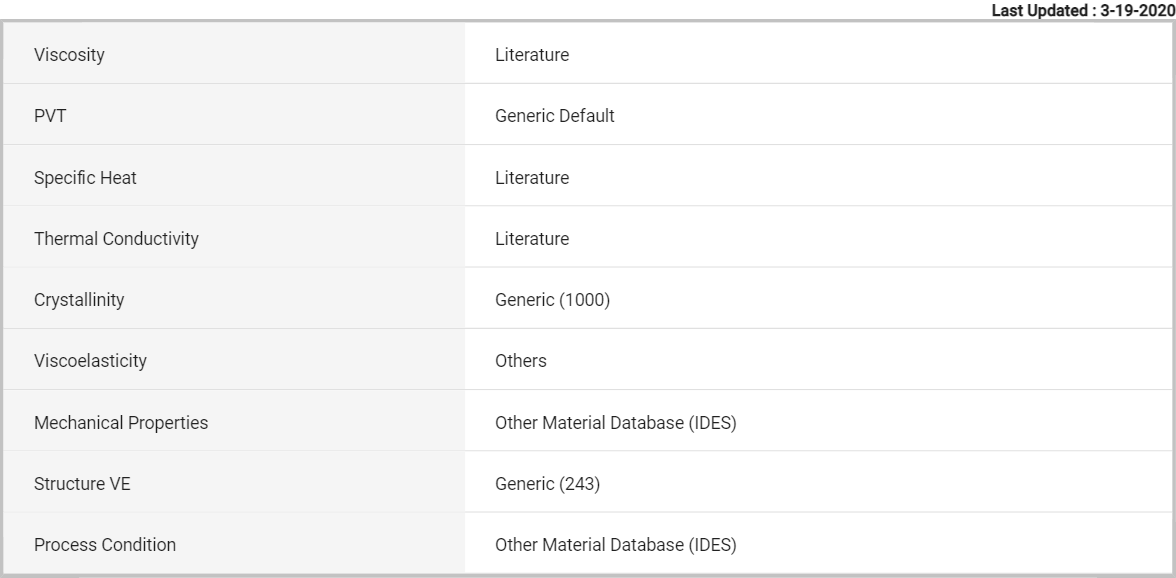 Last Updated : 3-19-2020
Viscosity Literature
PVT Generic Default
Specific Heat Literature
Thermal Conductivity Literature
Crystallinity Generic (1000)
Viscoelasticity Others
Mechanical Properties Other Material Database (IDES)
Structure VE Generic (243)
Process Condition Other Material Database (IDES)